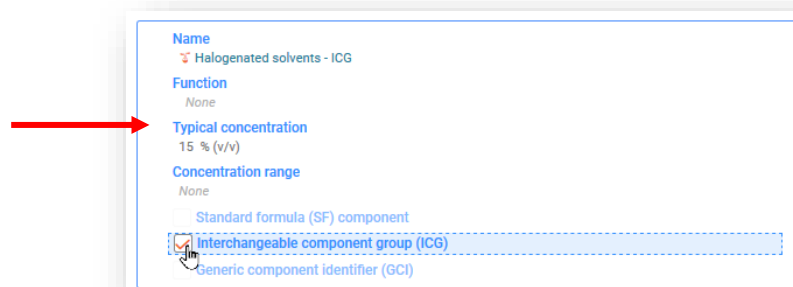 Name
Halogenated solvents - ICG
Function
None
Typical concentration
15 % (v/v)
Concentration range
None
Standard formula (SF) component
Interchangeable component group (ICG)
Generic component identifier (GCI)